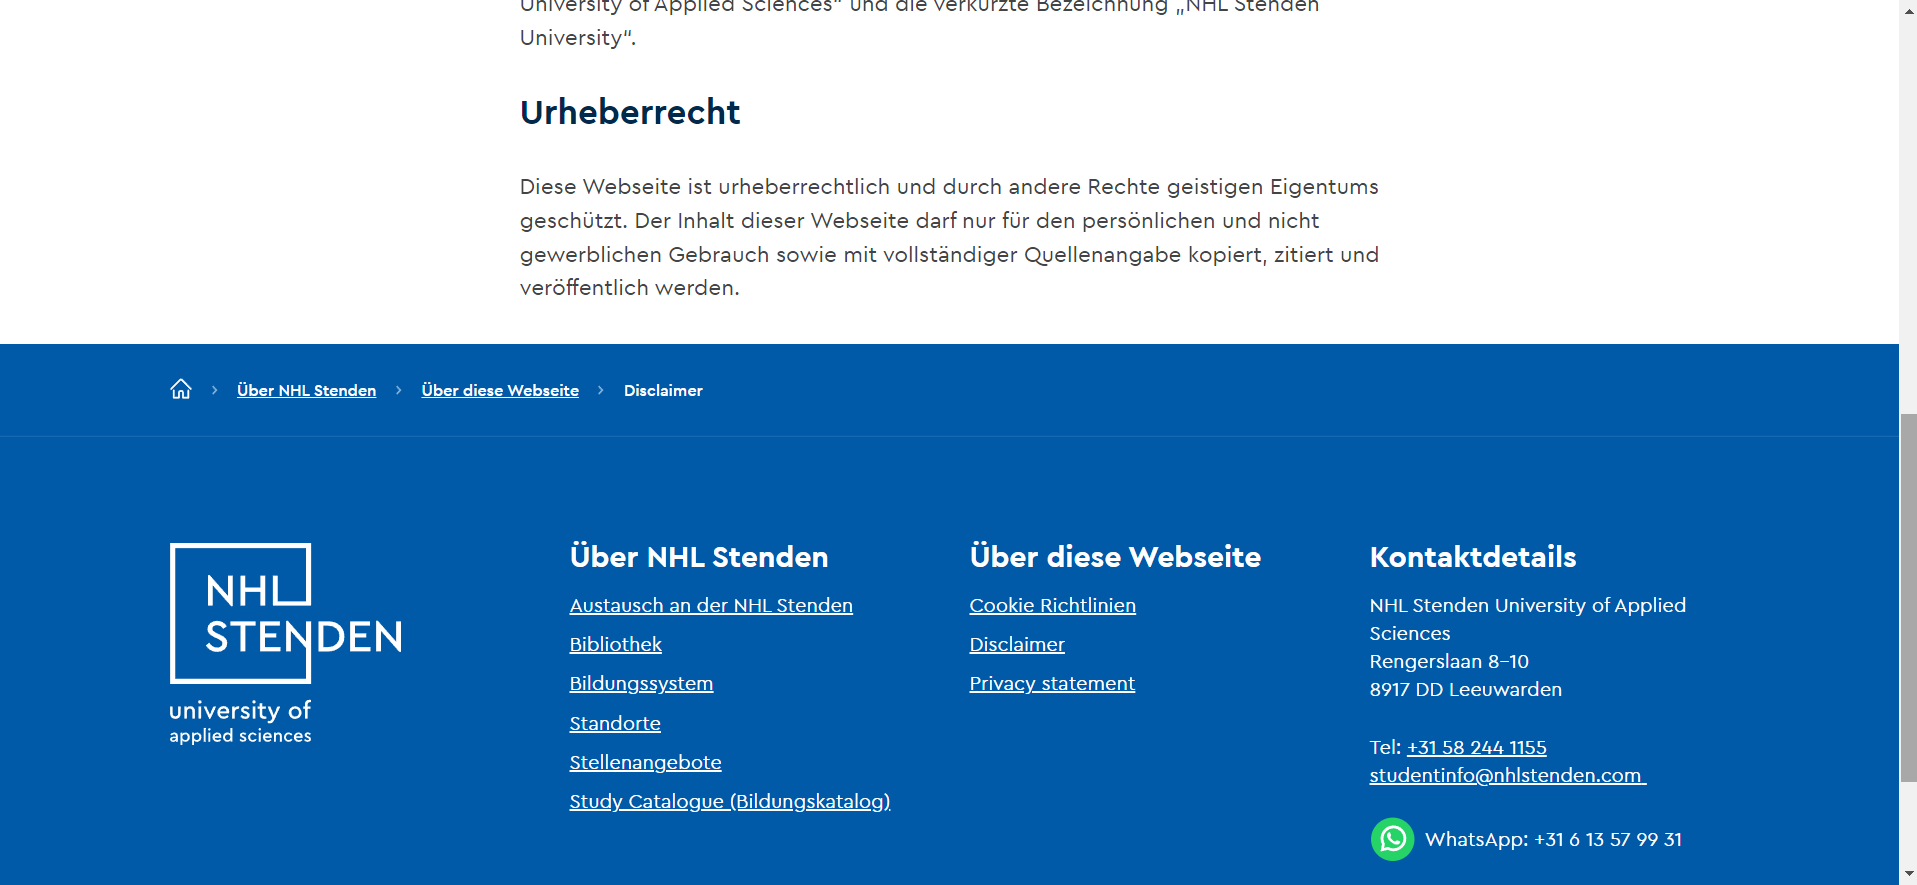 University of Applied Sciences“ und die verkürzte Bezeichnung „NHL Stenden
University“.
Urheberrecht
Diese Webseite ist urheberrechtlich und durch andere Rechte geistigen Eigentums
geschützt. Der Inhalt dieser Webseite darf nur für den persönlichen und nicht
gewerblichen Gebrauch sowie mit vollständiger Quellenangabe kopiert, zitiert und
veröffentlich werden.
Über NHL Stenden
Über diese Webseite
Disclaimer
NHL
STENDEN
university of
applied sciences
Über NHL Stenden
Austausch an der NHL Stenden
Bibliothek
Bildungssystem
Standorte
Stellenangebote
Study Catalogue (Bildungskatalog)
Über diese Webseite
Cookie Richtlinien
Disclaimer
Privacy statement
Kontaktdetails
NHL Stenden University of Applied
Sciences
Rengerslaan 8-10
8917 DD Leeuwarden
Tel: +31 58 244 1155
studentinfo@nhlstenden.com
WhatsApp: +31 6 13 57 99 31